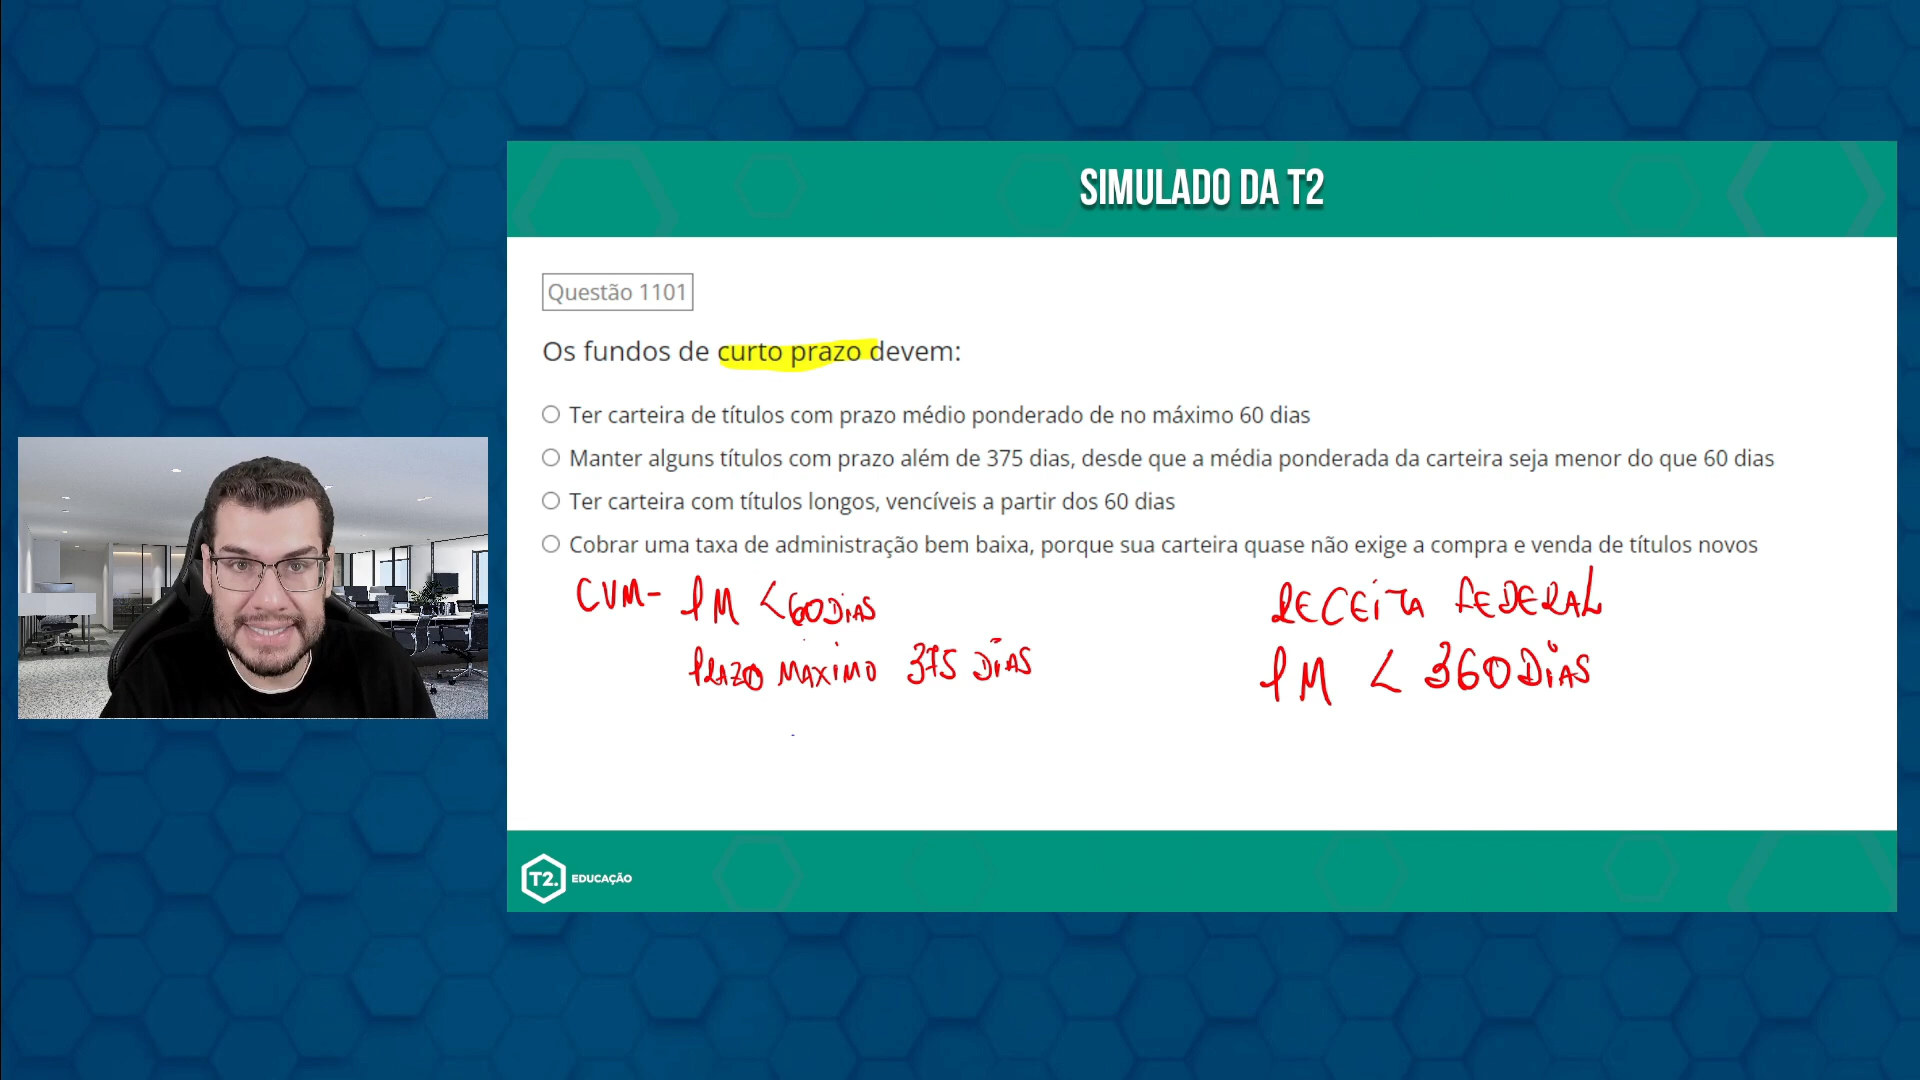 SIMULADO DA T2
Questão 1101
Os fundos de curto prazo devem:
Ter carteira de títulos com prazo médio ponderado de no máximo 60 dias
Manter alguns títulos com prazo além de 375 dias, desde que a média ponderada da carteira seja menor do que 60 dias
Ter carteira com títulos longos, vencíveis a partir dos 60 dias
Cobrar uma taxa de administração bem baixa, porque sua carteira quase não exige a compra e venda de títulos novos
CVM- PM < 60 DIAS
PRAZO MAXIMO 375 DIAS
RECEITA FEDERAL
PM < 360 DIAS
T2. EDUCAÇÃO